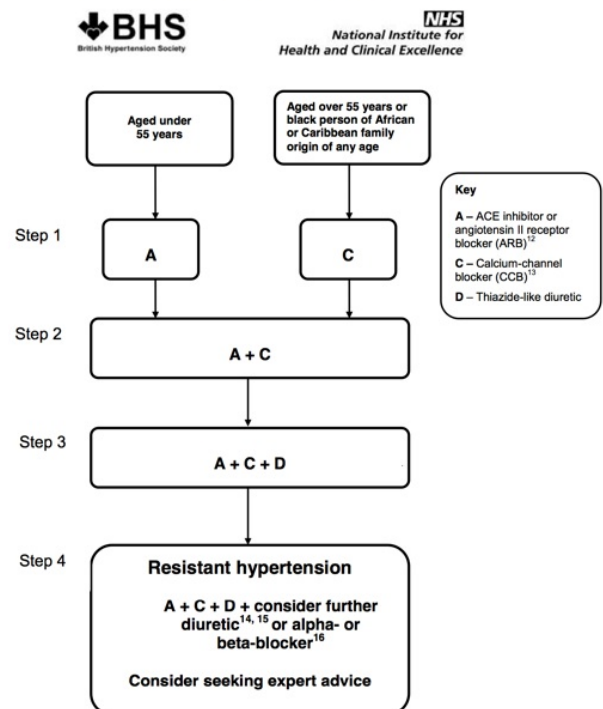 BHS
British Hypertension Society
NHS
National Institute for
Health and Clinical Excellence
Aged under
55 years
Aged over 55 years or
black person of African
or Caribbean family
origin of any age
Key
A – ACE inhibitor or
angiotensin II receptor
blocker (ARB)12
C – Calcium-channel
blocker (CCB)13
D – Thiazide-like diuretic
Step 1
A
C
Step 2
A + C
Step 3
A + C + D
Step 4
Resistant hypertension
A + C + D + consider further
diuretic14, 15 or alpha- or
beta-blocker16
Consider seeking expert advice